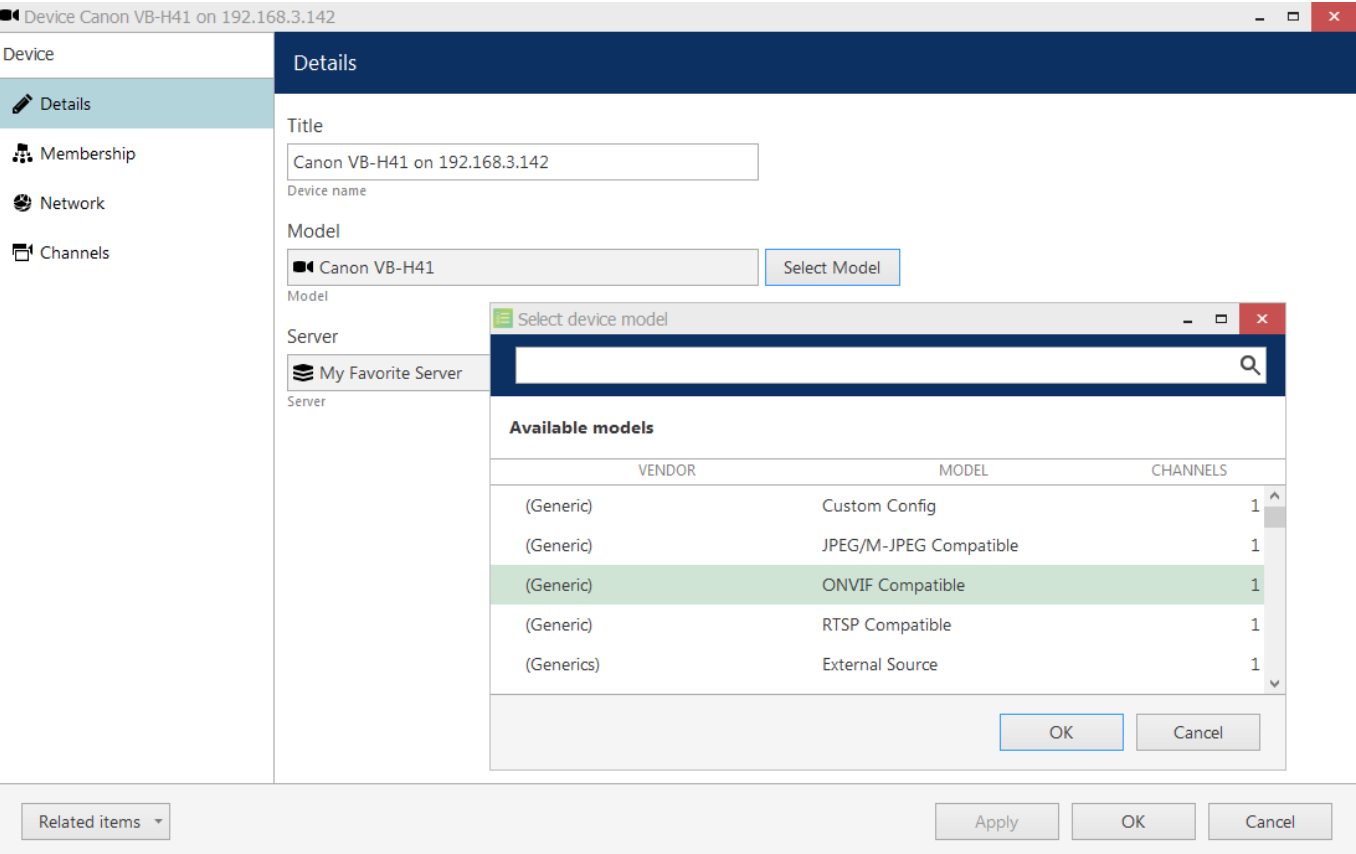 Device Canon VB-H41 on 192.168.3.142
Device
Details
Details
Membership
Network
Channels
Title
Canon VB-H41 on 192.168.3.142
Device name
Model
Canon VB-H41
Select Model
Model
Server
My Favorite Server
Server
Select device model
Available models
VENDOR MODEL CHANNELS
(Generic) Custom Config 1
(Generic) JPEG/M-JPEG Compatible 1
(Generic) ONVIF Compatible 1
(Generic) RTSP Compatible 1
(Generics) External Source 1
OK Cancel
Related items Apply OK Cancel